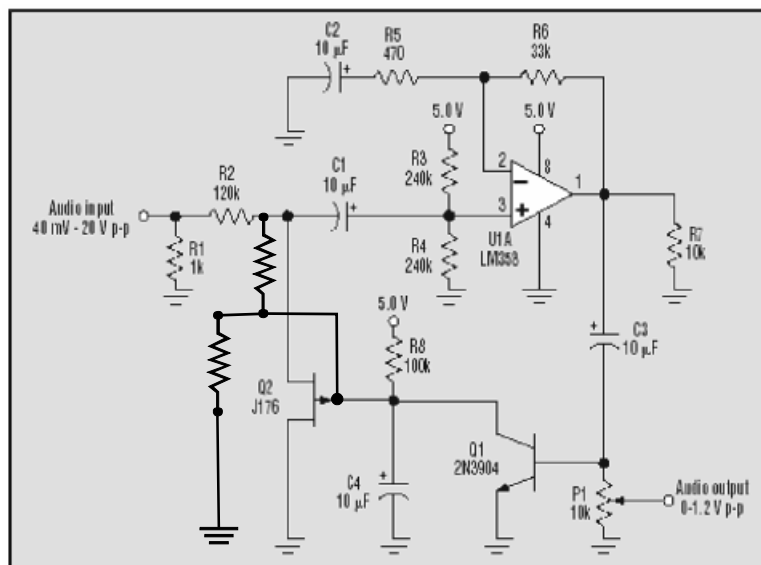 C2
10 µF
+
R5
470
R6
33k
5.0 V
5.0 V
R2
120k
C1
10 µF
+
R3
240k
2
8
1
3
4
U1A
LM358
Audio input
40 mV - 20 V p-p
R1
1k
R4
240k
R7
10k
5.0 V
R8
100k
+
C3
10 µF
Q2
J176
C4
+
10 µF
Q1
2N3904
P1
10k
Audio output
0-1.2 V p-p